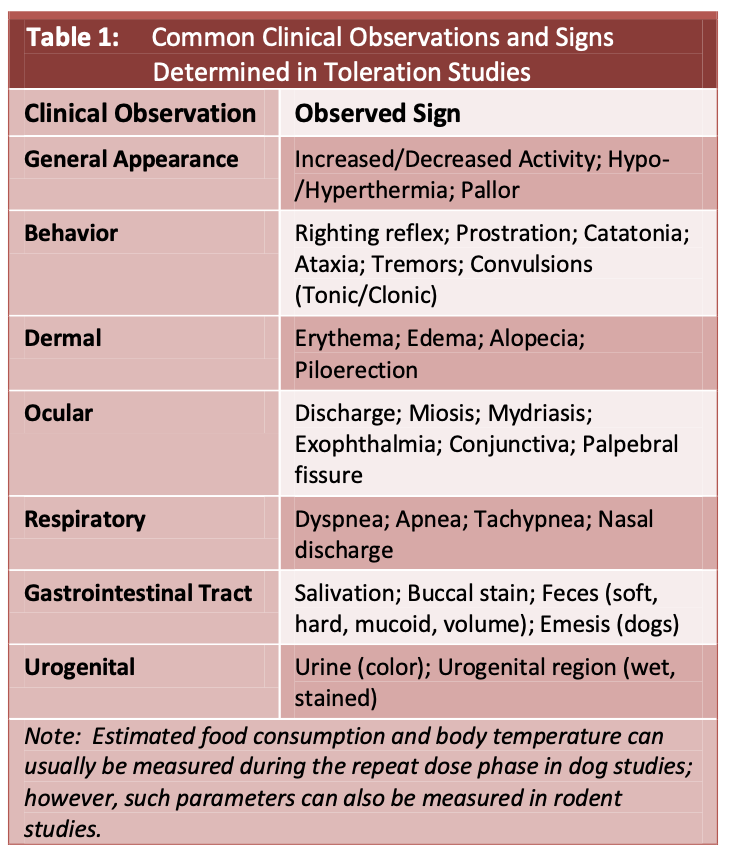 Table 1: Common Clinical Observations and Signs
Determined in Toleration Studies
Clinical Observation Observed Sign
General Appearance Increased/Decreased Activity; Hypo-
/Hyperthermia; Pallor
Behavior Righting reflex; Prostration; Catatonia;
Ataxia; Tremors; Convulsions
(Tonic/Clonic)
Dermal Erythema; Edema; Alopecia;
Piloerection
Ocular Discharge; Miosis; Mydriasis;
Exophthalmia; Conjunctiva; Palpebral
fissure
Respiratory Dyspnea; Apnea; Tachypnea; Nasal
discharge
Gastrointestinal Tract Salivation; Buccal stain; Feces (soft,
hard, mucoid, volume); Emesis (dogs)
Urogenital Urine (color); Urogenital region (wet,
stained)
Note: Estimated food consumption and body temperature can
usually be measured during the repeat dose phase in dog studies;
however, such parameters can also be measured in rodent
studies.